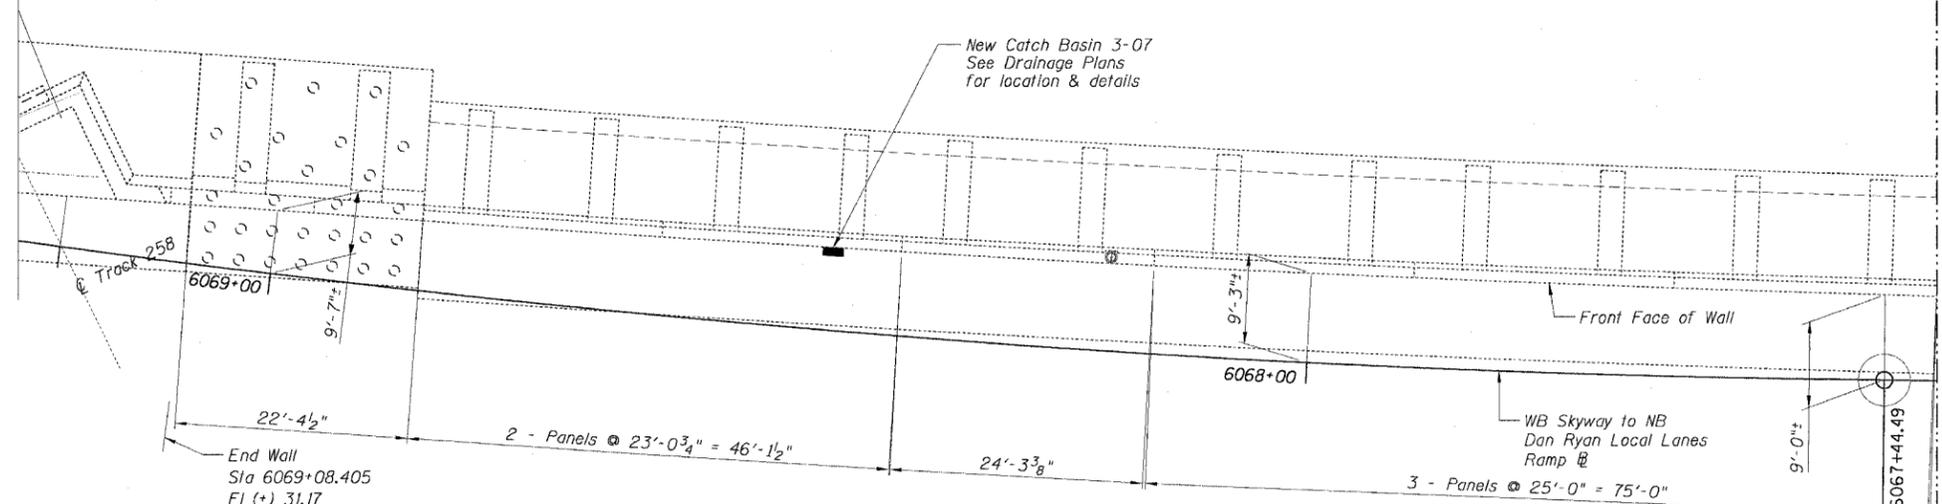 New Catch Basin 3-07
See Drainage Plans
for location & details
℄ Track 258
6069+00
9'-7"±
9'-3"±
Front Face of Wall
6068+00
WB Skyway to NB
Dan Ryan Local Lanes
Ramp ℄
9'-0"±
6067+44.49
22'-4½"
2 - Panels @ 23'-0¾" = 46'-1½"
24'-3⅜"
3 - Panels @ 25'-0" = 75'-0"
End Wall
Sta 6069+08.405
El (+) 31.17